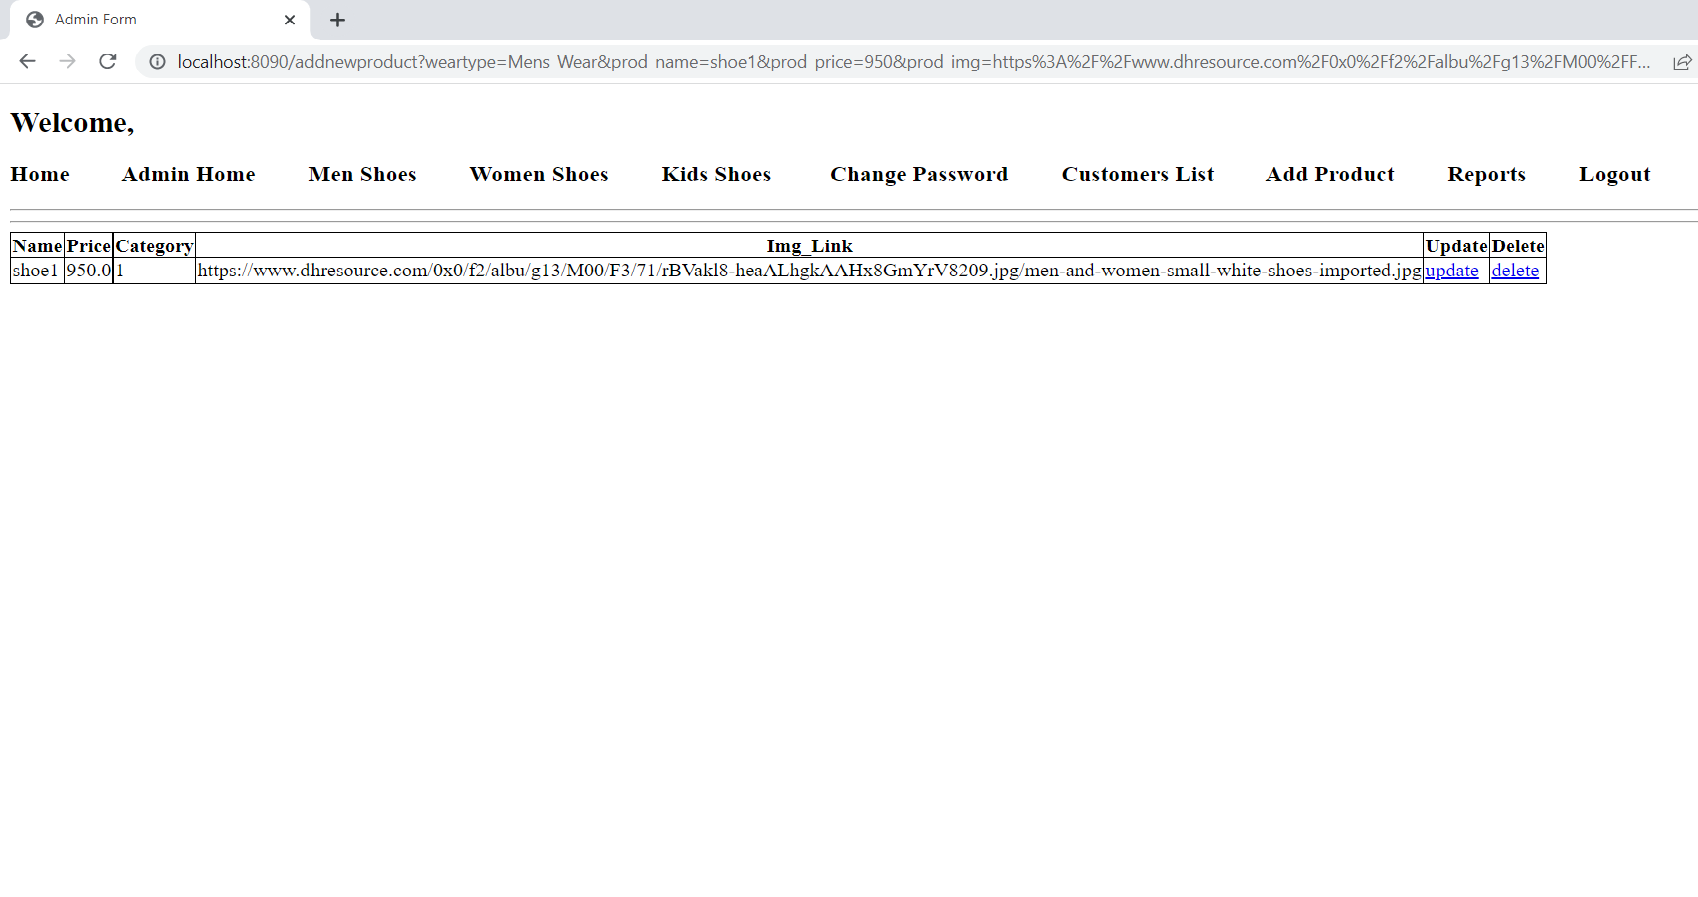 Admin Form
localhost:8090/addnewproduct?weartype=Mens Wear&prod name=shoe1&prod price=950&prod img=https%3A%2F%2Fwww.dhresource.com%2F0x0%2Ff2%2Falbu%2Fg13%2FM00%2FF...
Welcome,
Home Admin Home Men Shoes Women Shoes Kids Shoes Change Password Customers List Add Product Reports Logout
Name Price Category Img_Link Update Delete
shoe1 950.0 1 https://www.dhresource.com/0x0/f2/albu/g13/M00/F3/71/rBVakl8-heaALhgkAAHx8GmYrV8209.jpg/men-and-women-small-white-shoes-imported.jpg update delete